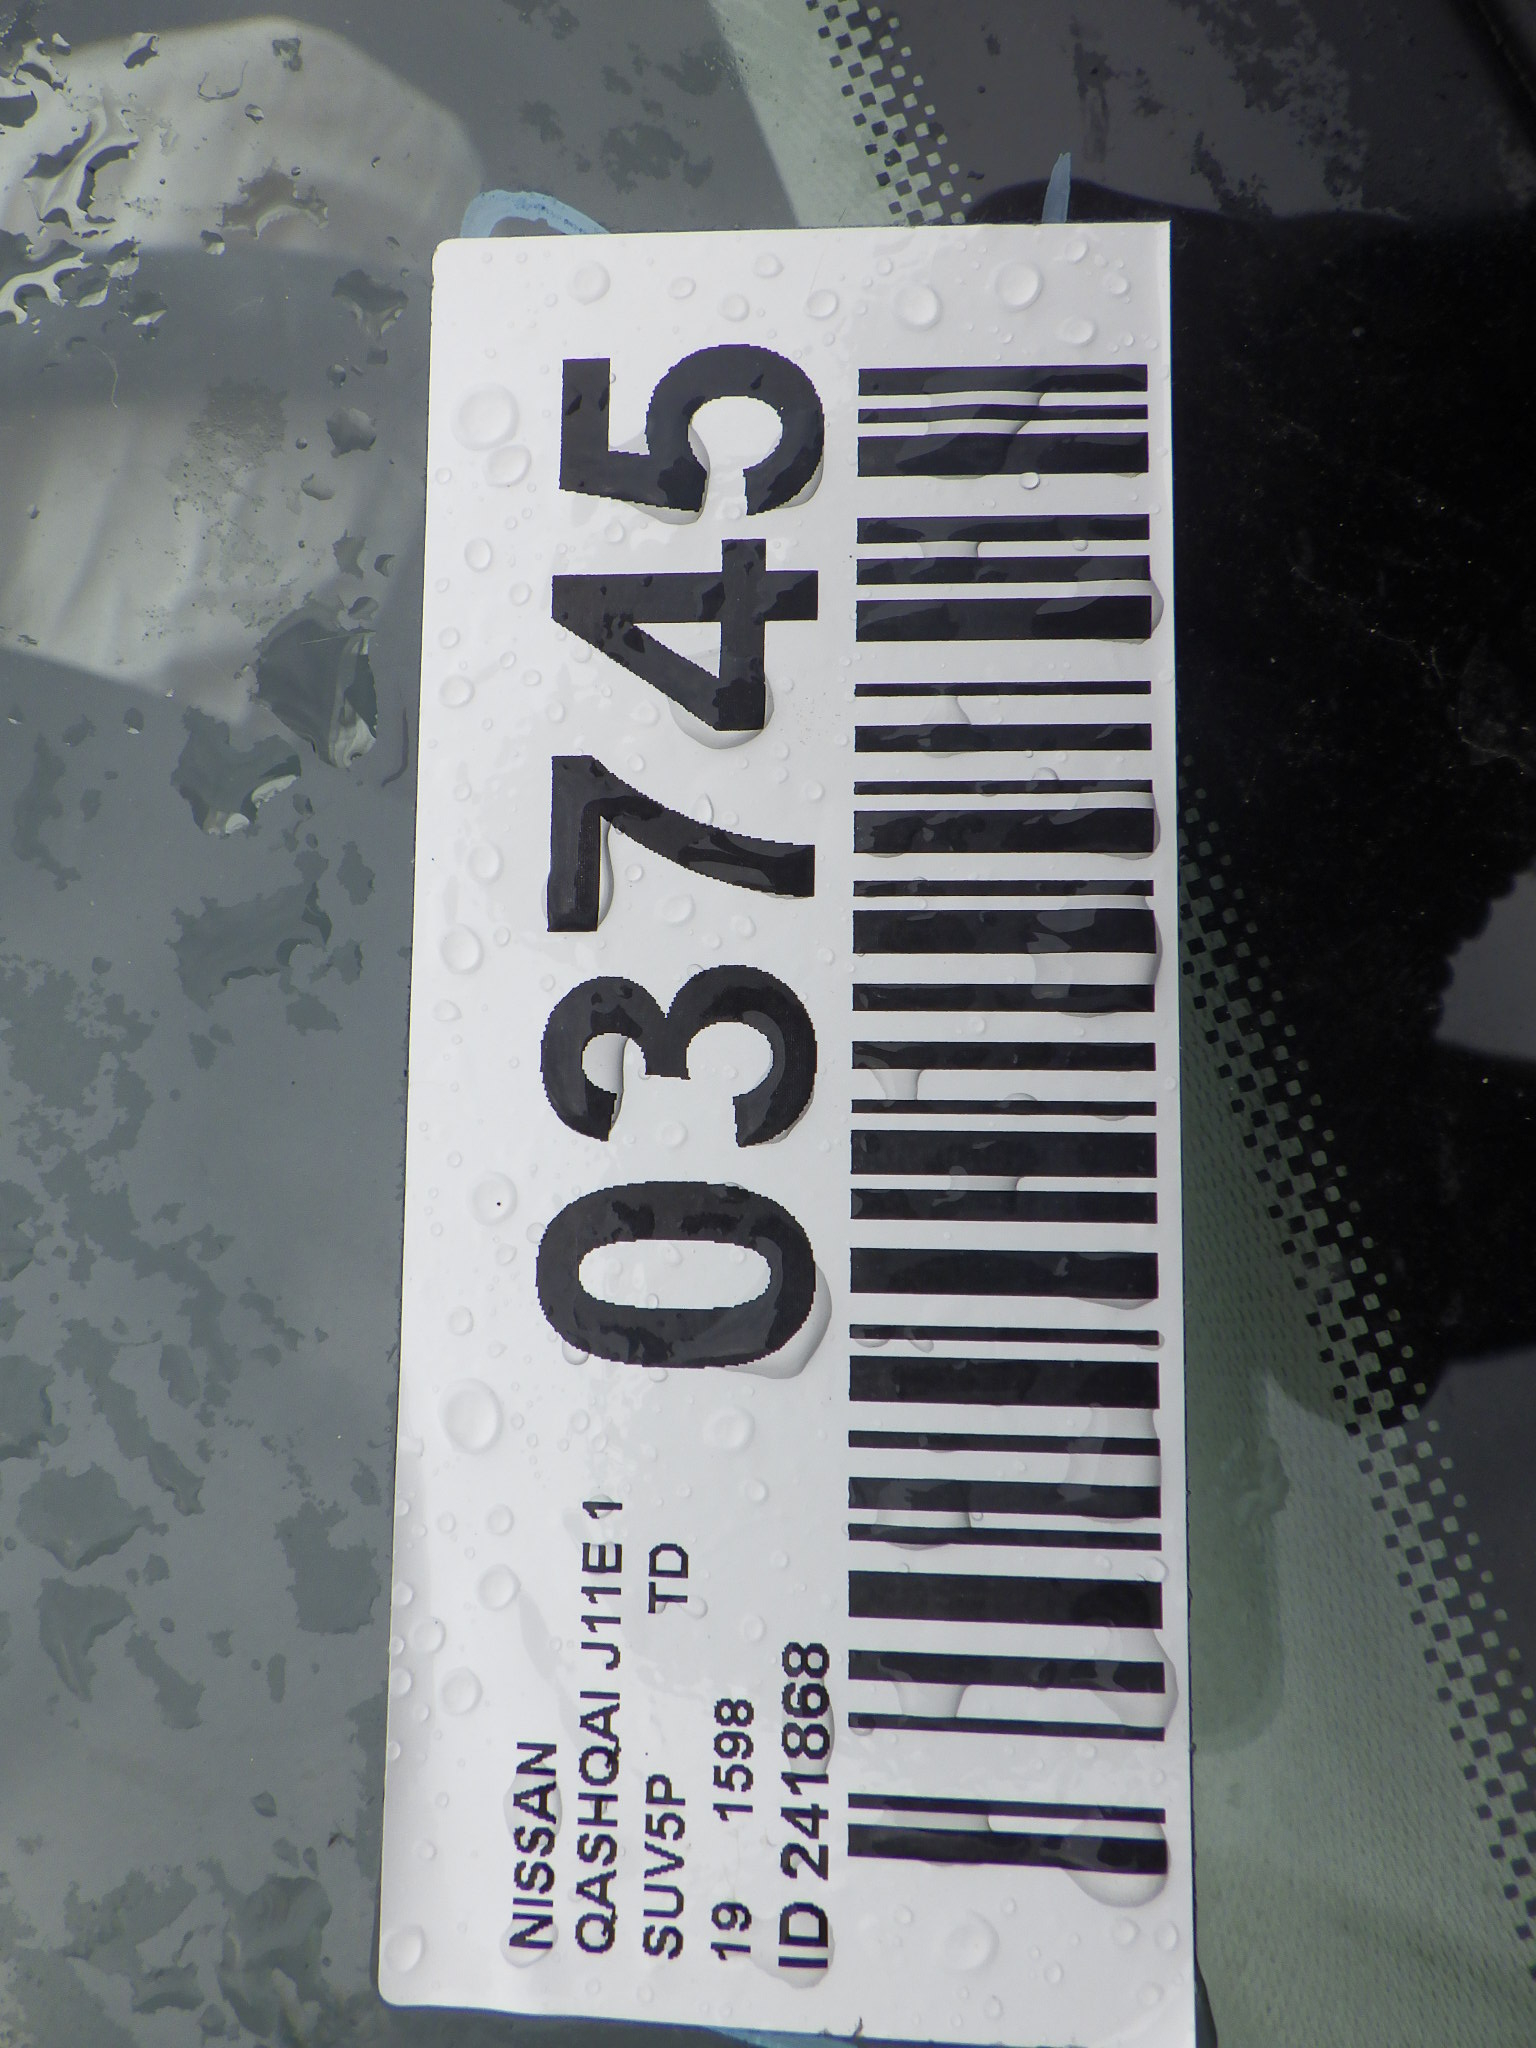 NISSAN
QASHQAI J11E 1
SUV5P TD
19 1598
ID 241868
03745